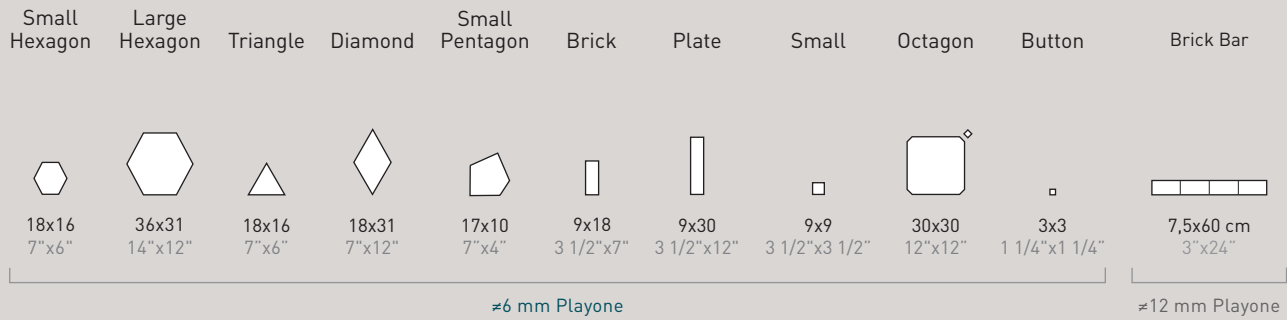 Small
Hexagon
Large
Hexagon
Triangle
Diamond
Small
Pentagon
Brick
Plate
Small
Octagon
Button
Brick Bar
18x16
7"x6"
36x31
14"x12"
18x16
7"x6"
18x31
7"x12"
17x10
7"x4"
9x18
3 1/2"x7"
9x30
3 1/2"x12"
9x9
3 1/2"x3 1/2"
30x30
12"x12"
3x3
1 1/4"x1 1/4"
7,5x60 cm
3"x24"
≠6 mm Playone
≠12 mm Playone